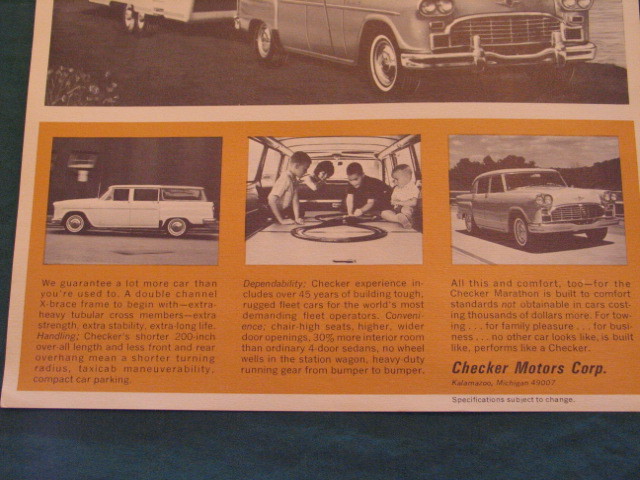 We guarantee a lot more car than
you're used to. A double channel
X-brace frame to begin with—extra-
heavy tubular cross members—extra
strength, extra stability, extra-long life.
Handling: Checker's shorter 200-inch
over-all length and less front and rear
overhang mean a shorter turning
radius, taxicab maneuverability,
compact car parking.
Dependability: Checker experience in-
cludes over 45 years of building tough,
rugged fleet cars for the world's most
demanding fleet operators. Conveni-
ence: chair-high seats, higher, wider
door openings, 30% more interior room
than ordinary 4-door sedans, no wheel
wells in the station wagon, heavy-duty
running gear from bumper to bumper.
All this and comfort, too—for the
Checker Marathon is built to comfort
standards not obtainable in cars cost-
ing thousands of dollars more. For tow-
ing . . . for family pleasure . . . for busi-
ness . . . no other car looks like, is built
like, performs like a Checker.
Checker Motors Corp.
Kalamazoo, Michigan 49007
Specifications subject to change.